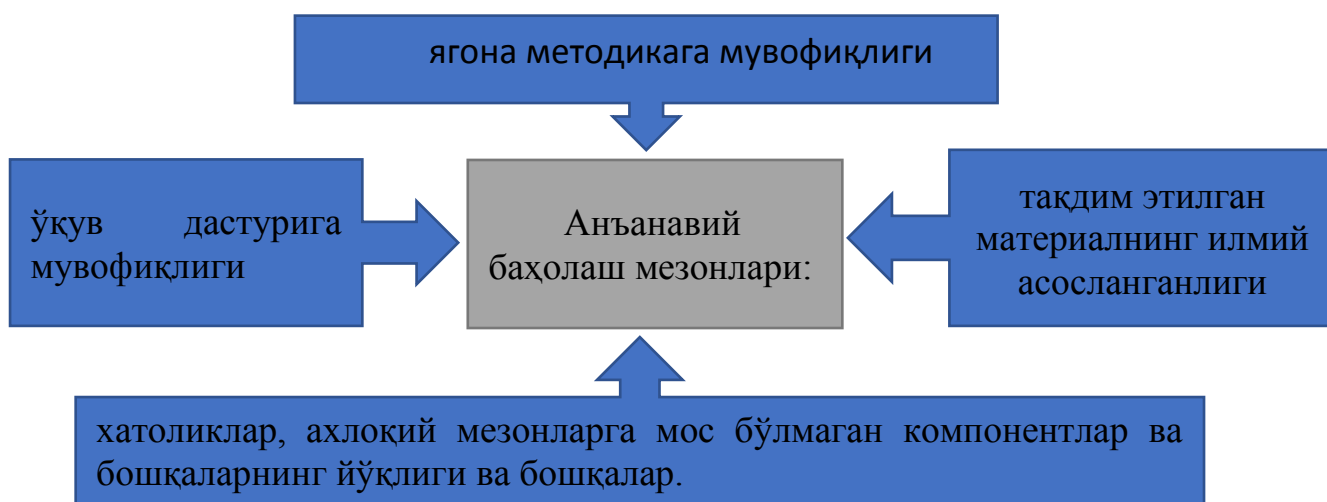 ягона методикага мувофиқлиги
ўқув дастурига
мувофиқлиги
Анъанавий
баҳолаш мезонлари:
тақдим этилган
материалнинг илмий
асосланганлиги
хатоликлар, ахлоқий мезонларга мос бўлмаган компонентлар ва
бошқаларнинг йўқлиги ва бошқалар.